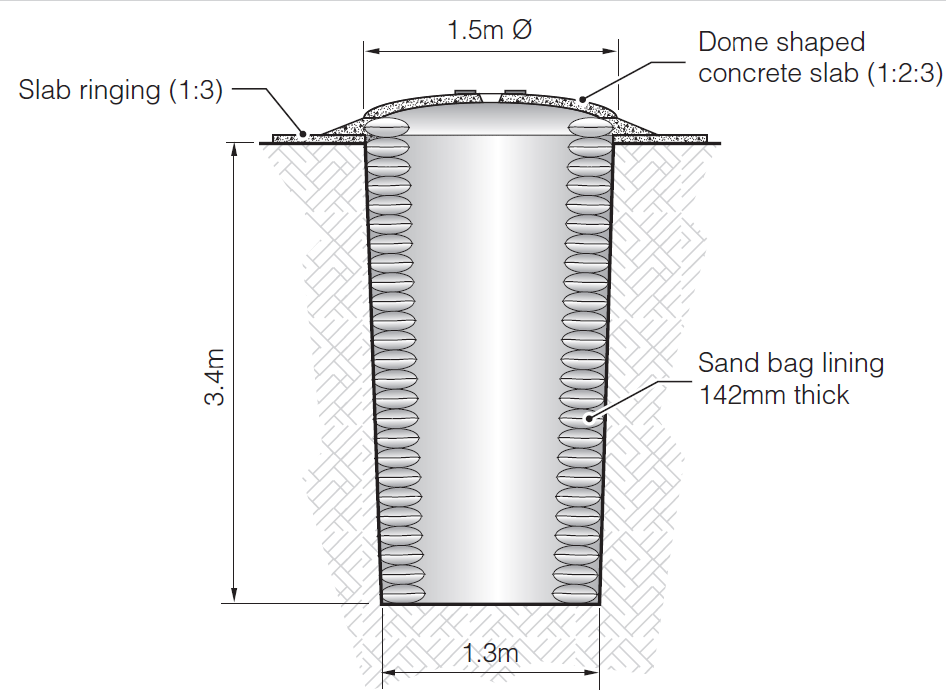 1.5m Ø
Dome shaped
concrete slab (1:2:3)
Slab ringing (1:3)
3.4m
Sand bag lining
142mm thick
1.3m